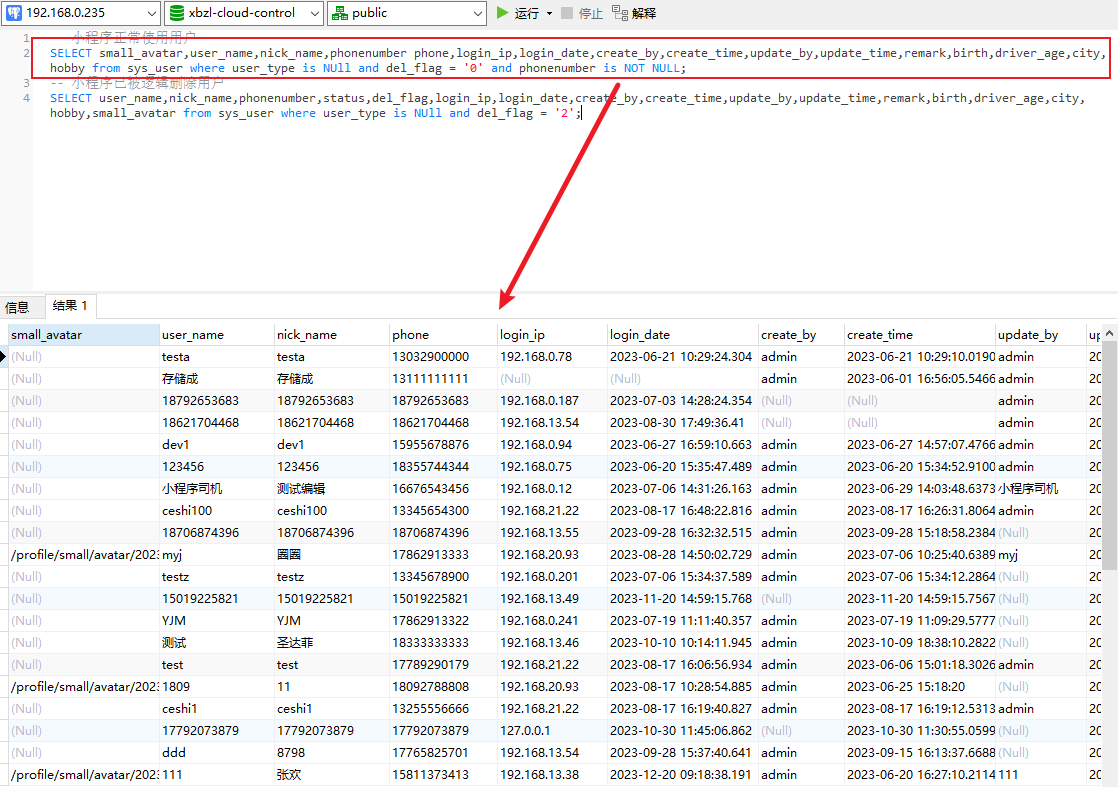 192.168.0.235 xbzl-cloud-control public 运行 停止 解释
1 小程序正常使用用户
2 SELECT small_avatar,user_name,nick_name,phonenumber phone,login_ip,login_date,create_by,create_time,update_by,update_time,remark,birth,driver_age,city,
hobby from sys_user where user_type is NUll and del_flag = '0' and phonenumber is NOT NULL;
3 -- 小程序已被逻辑删除用户
4 SELECT user_name,nick_name,phonenumber,status,del_flag,login_ip,login_date,create_by,create_time,update_by,update_time,remark,birth,driver_age,city,
hobby,small_avatar from sys_user where user_type is NUll and del_flag = '2';
信息 结果 1
small_avatar user_name nick_name phone login_ip login_date create_by create_time update_by up
(Null) testa testa 13032900000 192.168.0.78 2023-06-21 10:29:24.304 admin 2023-06-21 10:29:10.0190 admin 20
(Null) 存储成 存储成 13111111111 (Null) (Null) admin 2023-06-01 16:56:05.5466 admin 20
(Null) 18792653683 18792653683 18792653683 192.168.0.187 2023-07-03 14:28:24.354 (Null) (Null) admin 20
(Null) 18621704468 18621704468 18621704468 192.168.13.54 2023-08-30 17:49:36.41 (Null) (Null) admin 20
(Null) dev1 dev1 15955678876 192.168.0.94 2023-06-27 16:59:10.663 admin 2023-06-27 14:57:07.4766 admin 20
(Null) 123456 123456 18355744344 192.168.0.75 2023-06-20 15:35:47.489 admin 2023-06-20 15:34:52.9100 admin 20
(Null) 小程序司机 测试编辑 16676543456 192.168.0.12 2023-07-06 14:31:26.163 admin 2023-06-29 14:03:48.6373 小程序司机 20
(Null) ceshi100 ceshi100 13345654300 192.168.21.22 2023-08-17 16:48:22.816 admin 2023-08-17 16:26:31.8064 admin 20
(Null) 18706874396 18706874396 18706874396 192.168.13.55 2023-09-28 16:32:32.515 admin 2023-09-28 15:18:58.2384 (Null) 20
/profile/small/avatar/2023 myj 圈圈 17862913333 192.168.20.93 2023-08-28 14:50:02.729 admin 2023-07-06 10:25:40.6389 myj 20
(Null) testz testz 13345678900 192.168.0.201 2023-07-06 15:34:37.589 admin 2023-07-06 15:34:12.2864 (Null) 20
(Null) 15019225821 15019225821 15019225821 192.168.13.49 2023-11-20 14:59:15.768 (Null) 2023-11-20 14:59:15.7567 (Null) 20
(Null) YJM YJM 17862913322 192.168.0.241 2023-07-19 11:11:40.357 admin 2023-07-19 11:09:29.5777 (Null) 20
(Null) 测试 圣达菲 18333333333 192.168.13.46 2023-10-10 10:14:11.945 admin 2023-10-09 18:38:10.2822 (Null) 20
(Null) test test 17789290179 192.168.21.22 2023-08-17 16:06:56.934 admin 2023-06-06 15:01:18.3026 admin 20
/profile/small/avatar/2023 1809 11 18092788808 192.168.20.93 2023-08-17 10:28:54.885 admin 2023-06-25 15:18:20 (Null) 20
(Null) ceshi1 ceshi1 13255556666 192.168.21.22 2023-08-17 16:19:40.827 admin 2023-08-17 16:19:12.5313 admin 20
(Null) 17792073879 17792073879 17792073879 127.0.0.1 2023-10-30 11:45:06.862 (Null) 2023-10-30 11:30:55.0599 (Null) 20
(Null) ddd 8798 17765825701 192.168.13.54 2023-09-28 15:37:40.641 admin 2023-09-15 16:13:37.6688 (Null) 20
/profile/small/avatar/2023 111 张欢 15811373413 192.168.13.38 2023-12-20 09:18:38.191 admin 2023-06-20 16:27:10.2114 111 20